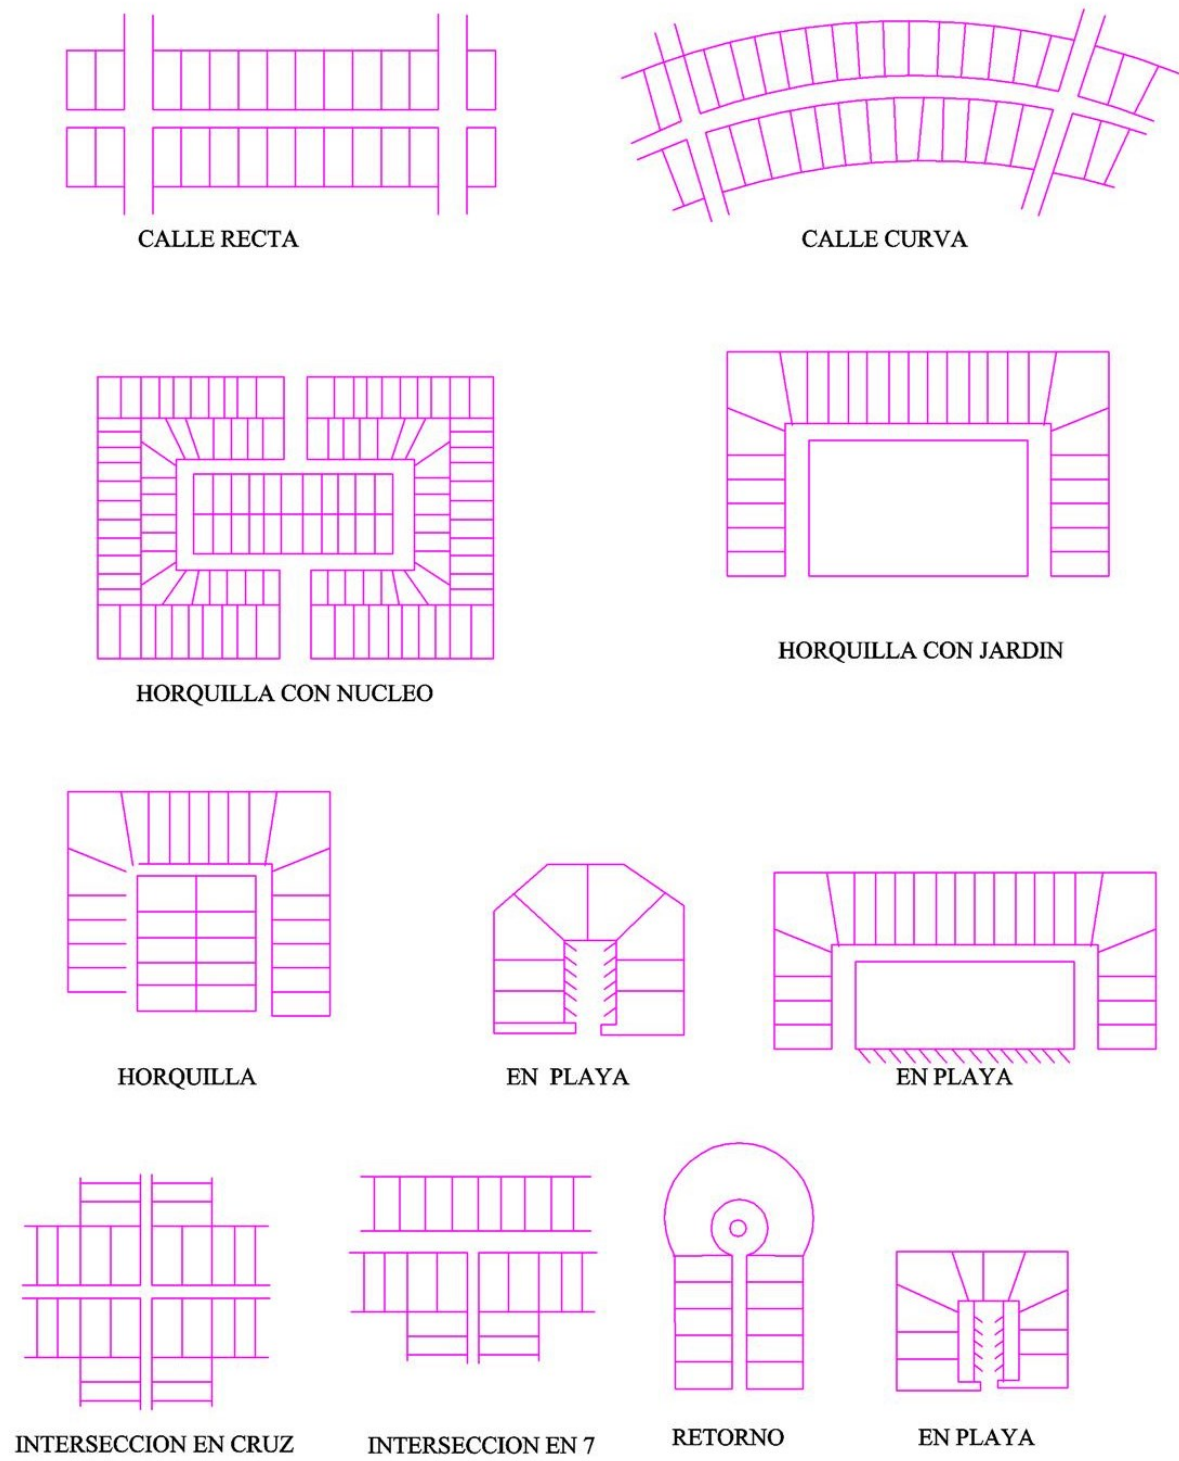 CALLE RECTA
CALLE CURVA
HORQUILLA CON NUCLEO
HORQUILLA CON JARDIN
HORQUILLA
EN PLAYA
EN PLAYA
INTERSECCION EN CRUZ
INTERSECCION EN 7
RETORNO
EN PLAYA